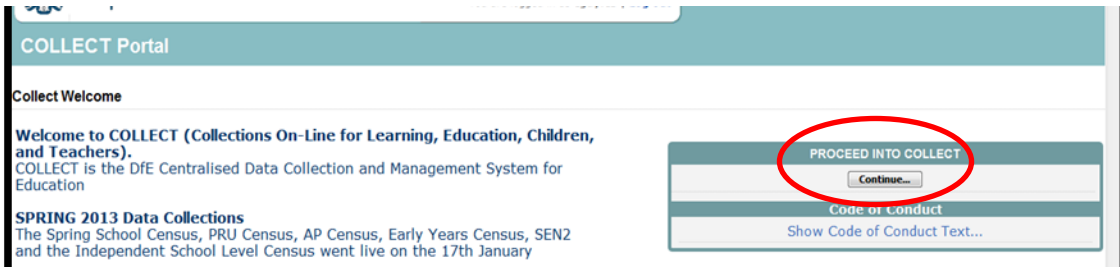 COLLECT Portal
Collect Welcome
Welcome to COLLECT (Collections On-Line for Learning, Education, Children,
and Teachers).
COLLECT is the DfE Centralised Data Collection and Management System for
Education
SPRING 2013 Data Collections
The Spring School Census, PRU Census, AP Census, Early Years Census, SEN2
and the Independent School Level Census went live on the 17th January
PROCEED INTO COLLECT
Continue...
Code of Conduct
Show Code of Conduct Text...